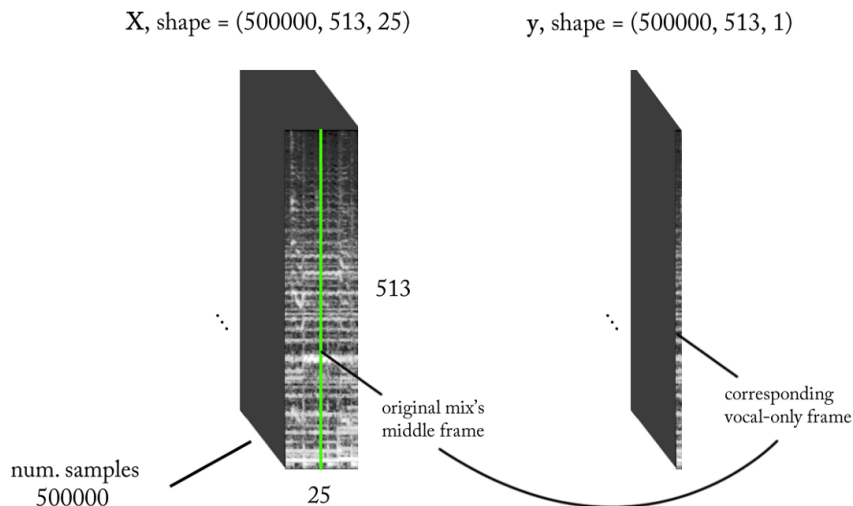 X, shape = (500000, 513, 25)
y, shape = (500000, 513, 1)
513
original mix's
middle frame
corresponding
vocal-only frame
num. samples
500000
25